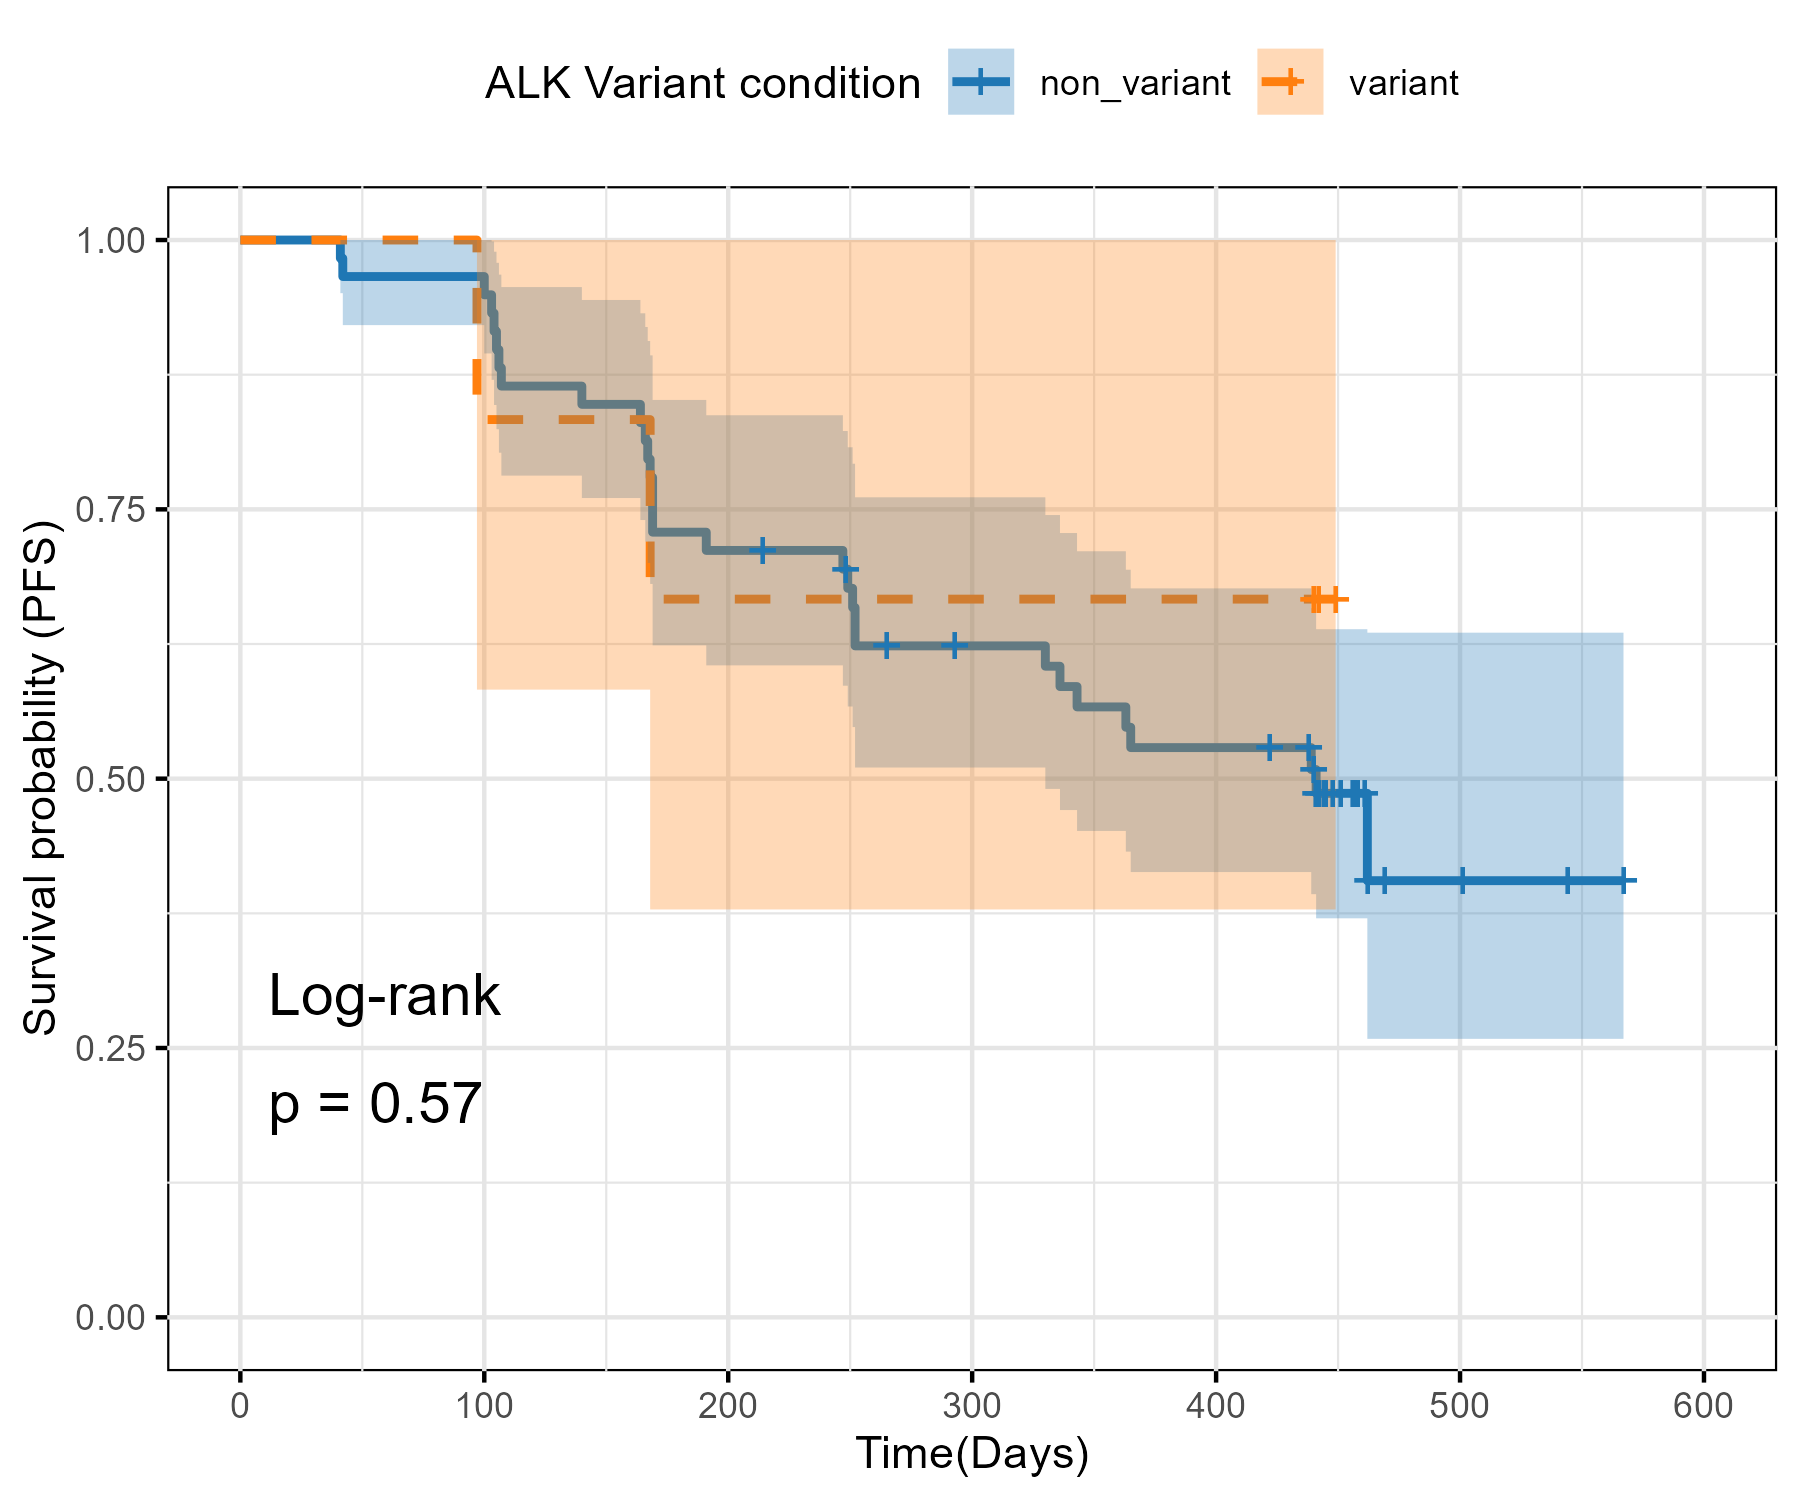 ALK Variant condition non_variant variant
Survival probability (PFS)
1.00
0.75
0.50
0.25
0.00
Log-rank
p = 0.57
0 100 200 300 400 500 600
Time(Days)